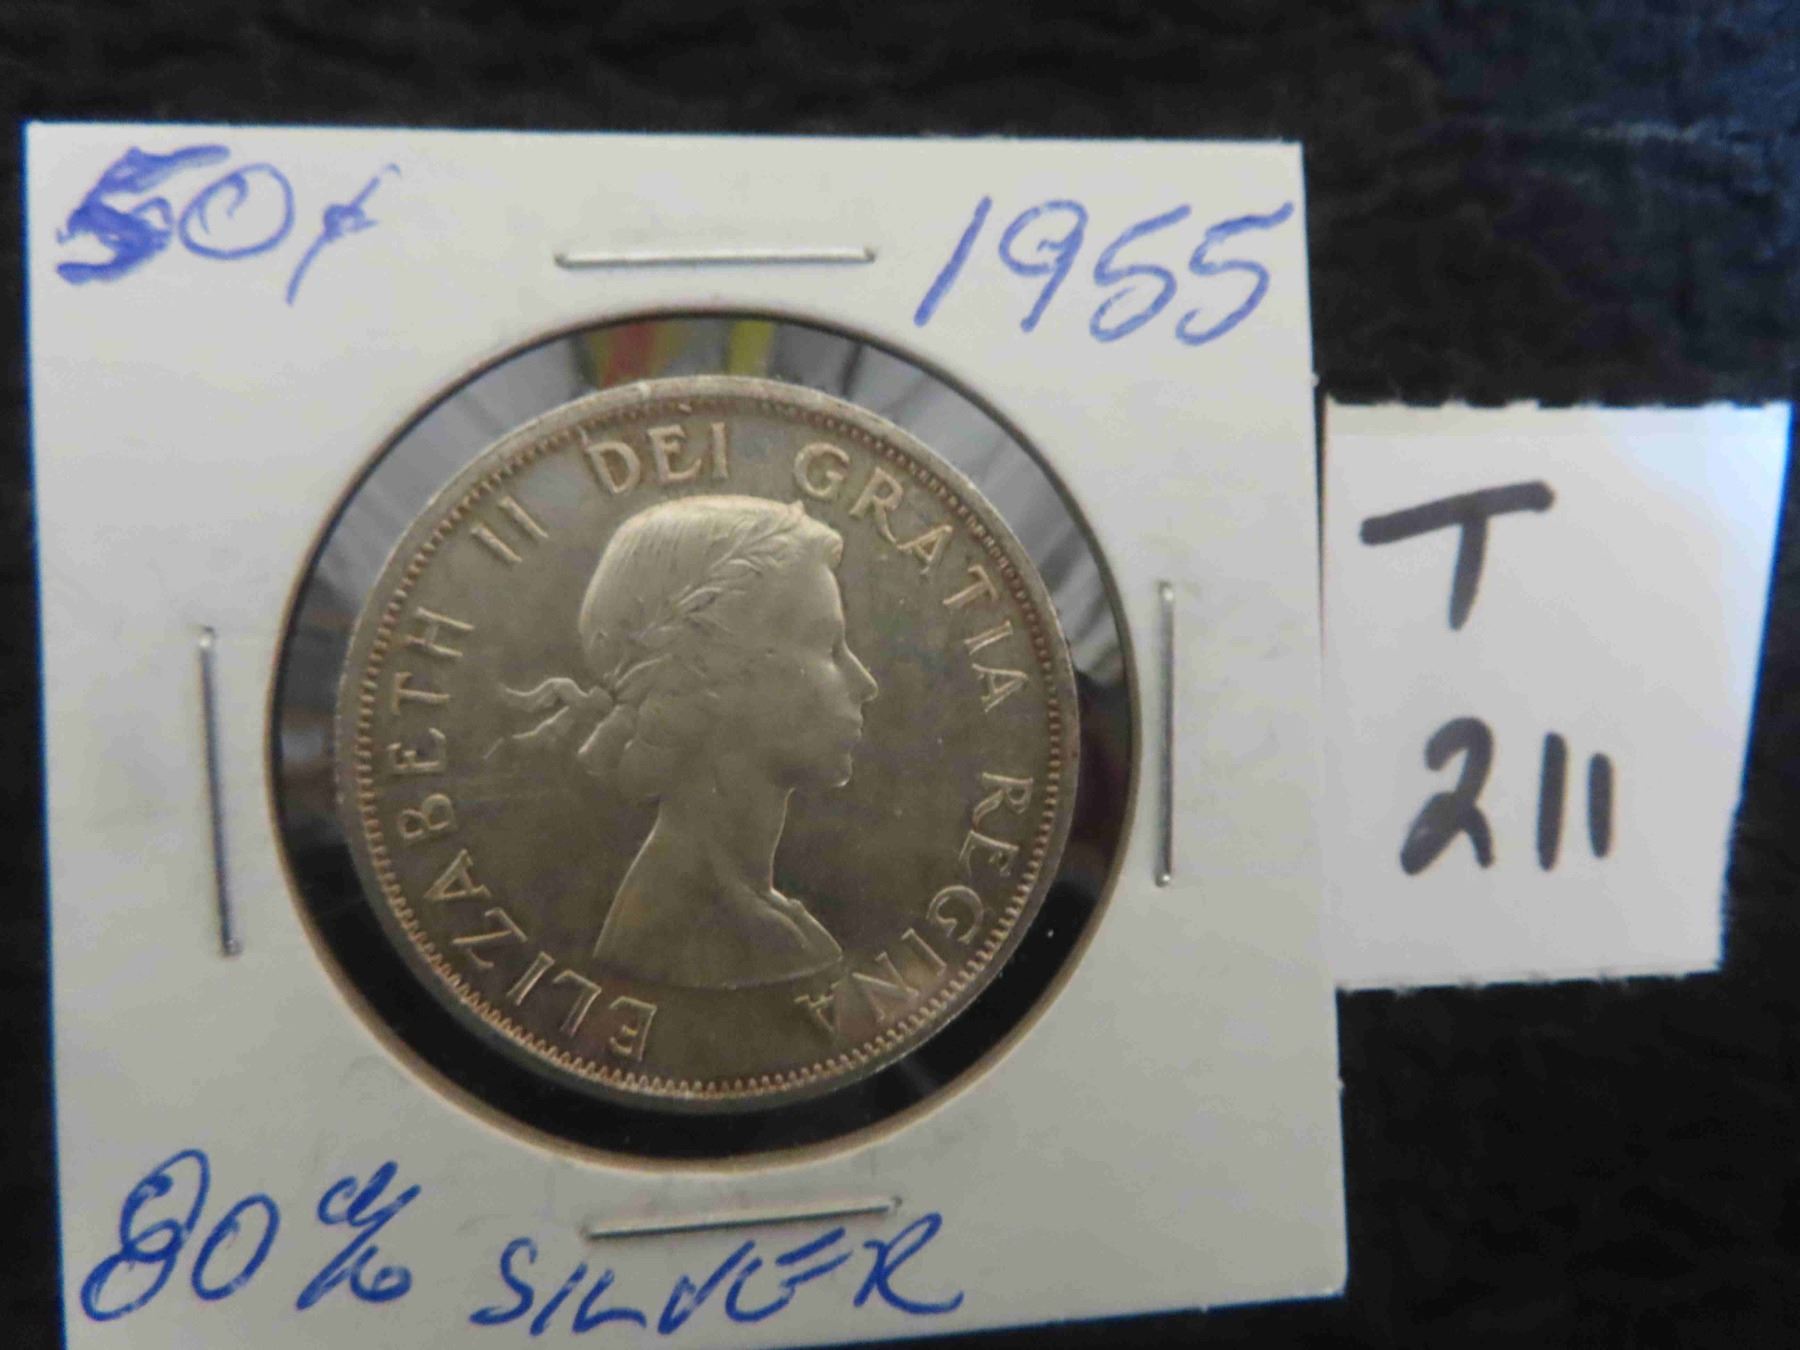 50¢
1955
ELIZABETH II DEI GRATIA REGINA
T
211
80% SILVER